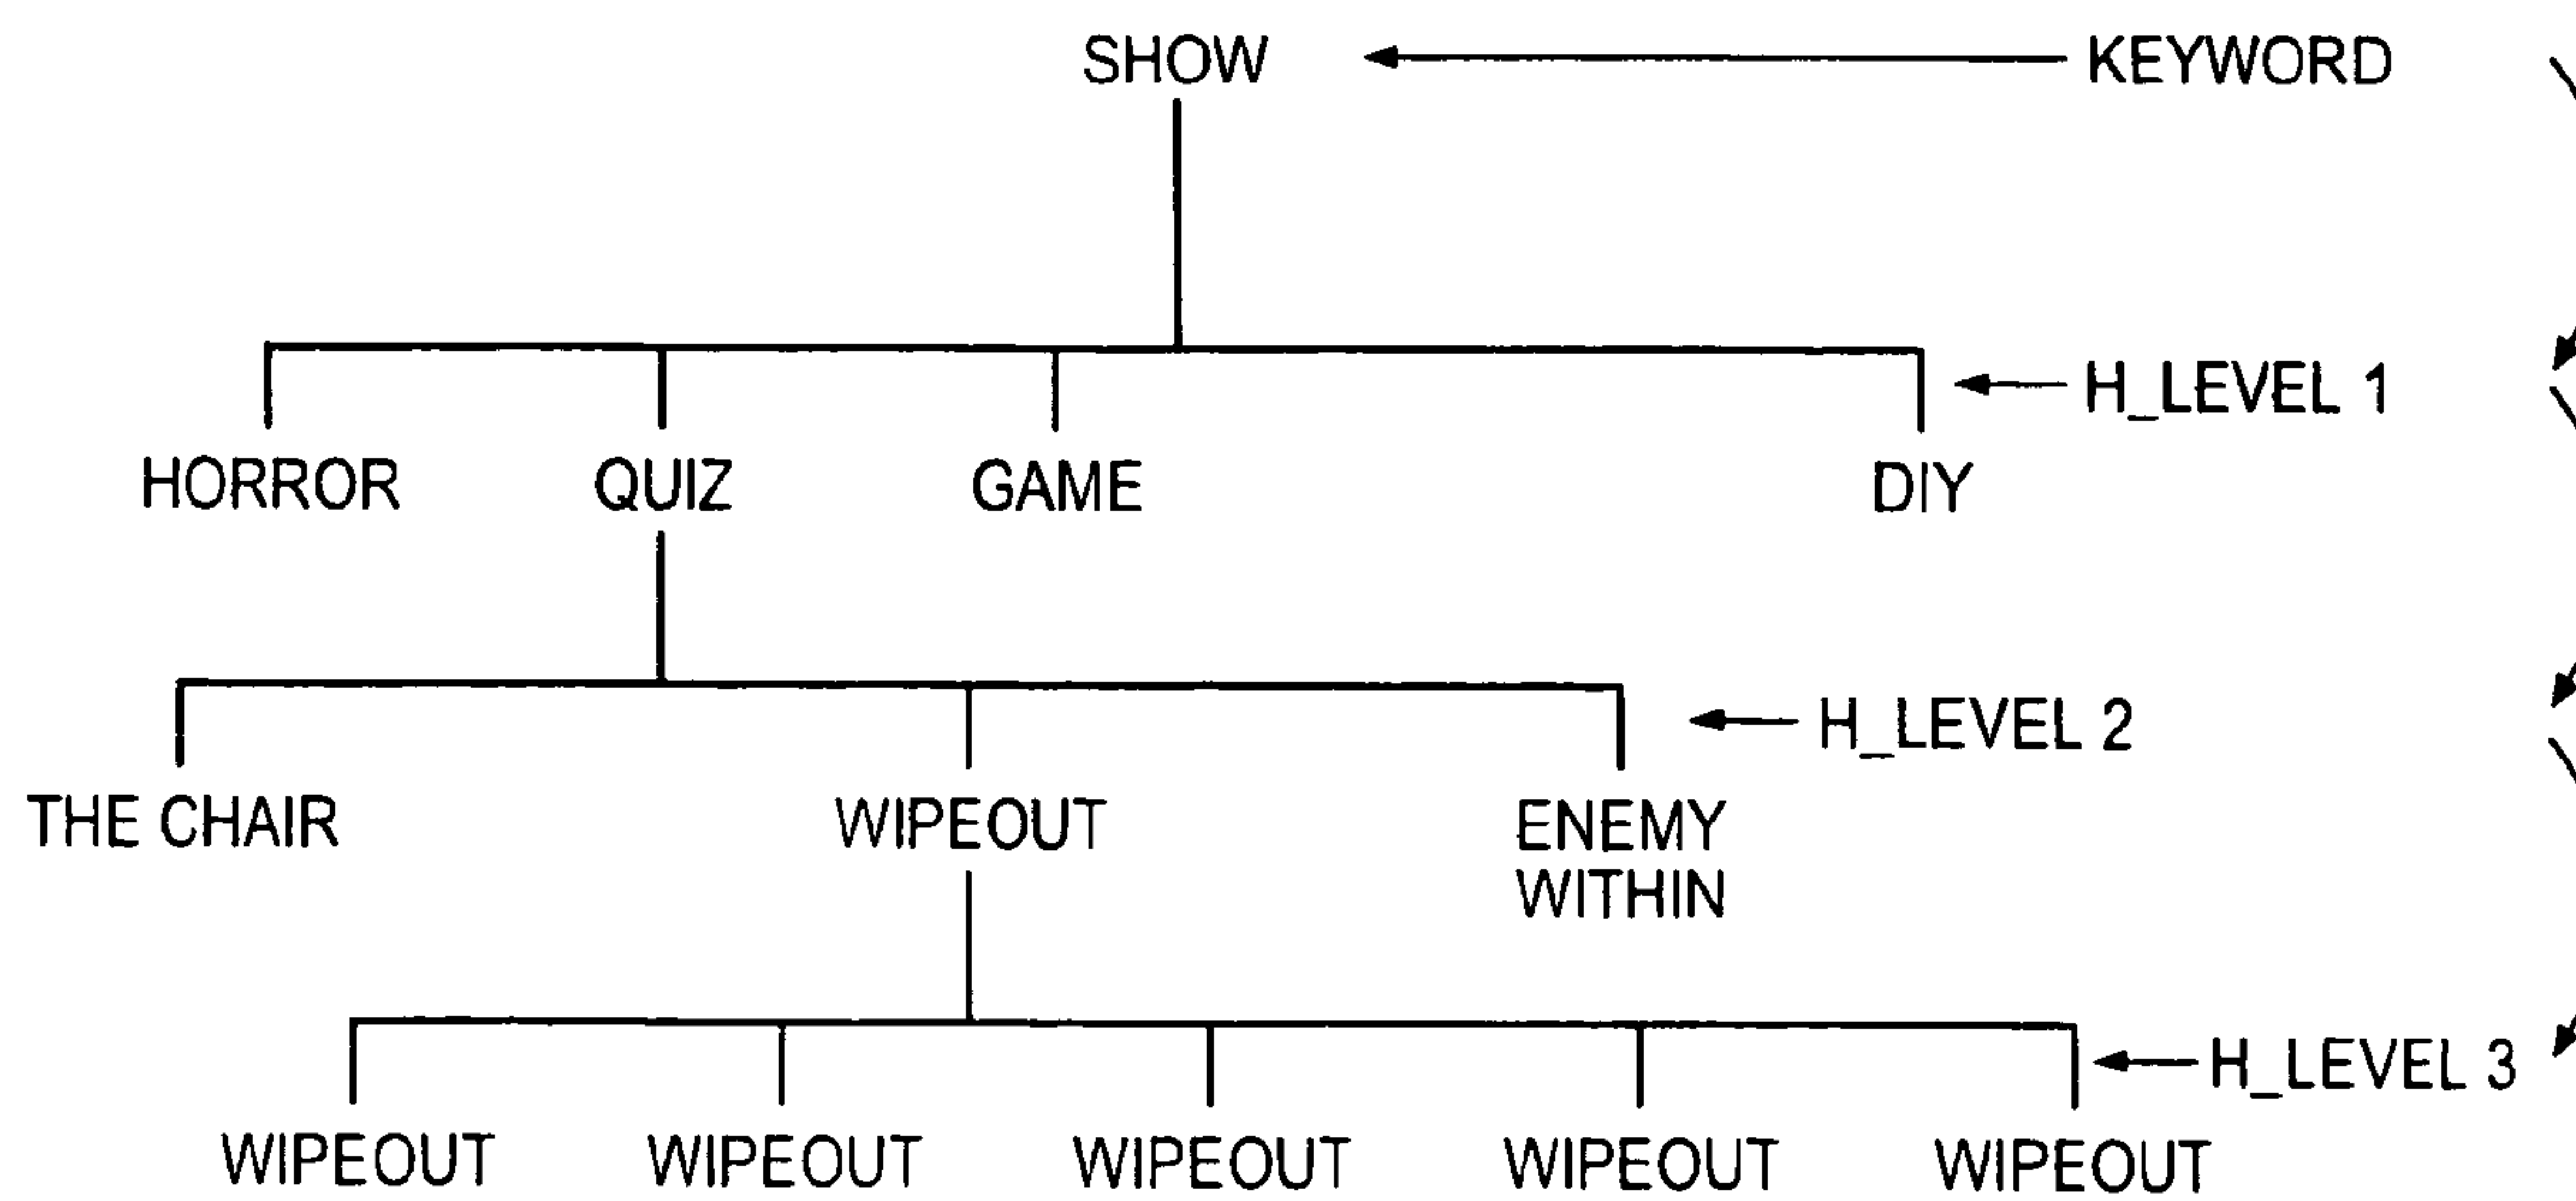 SHOW
KEYWORD
H_LEVEL 1
HORROR
QUIZ
GAME
DIY
H_LEVEL 2
THE CHAIR
WIPEOUT
ENEMY
WITHIN
H_LEVEL 3
WIPEOUT
WIPEOUT
WIPEOUT
WIPEOUT
WIPEOUT